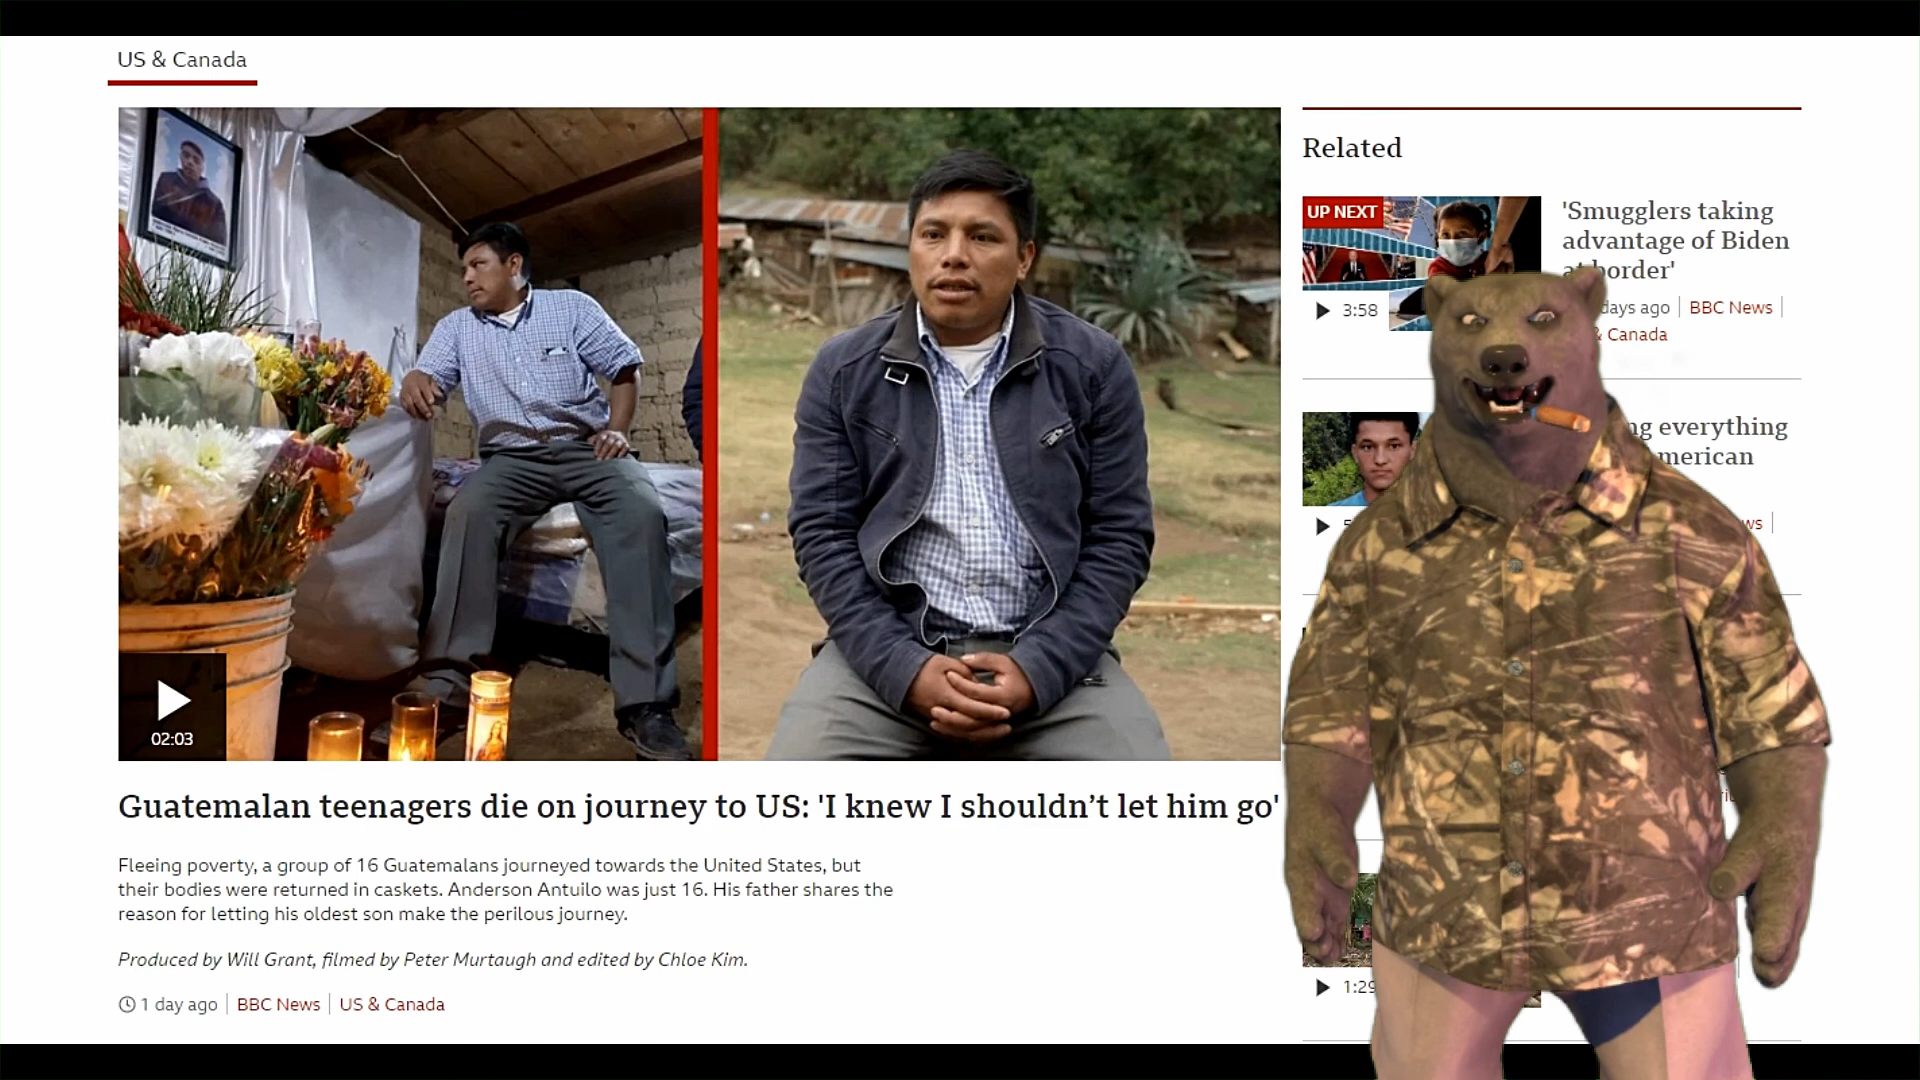 US & Canada
02:03
Guatemalan teenagers die on journey to US: 'I knew I shouldn’t let him go'
Fleeing poverty, a group of 16 Guatemalans journeyed towards the United States, but
their bodies were returned in caskets. Anderson Antuilo was just 16. His father shares the
reason for letting his oldest son make the perilous journey.
Produced by Will Grant, filmed by Peter Murtaugh and edited by Chloe Kim.
1 day ago | BBC News | US & Canada
Related
UP NEXT
3:58
'Smugglers taking
advantage of Biden
at border'
days ago | BBC News |
& Canada
everything
1:29